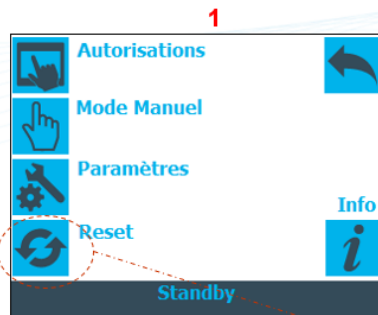 1
Autorisations
Mode Manuel
Paramètres
Info
Reset
i
Standby